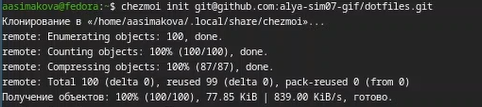 aasimakova@fedora:~$ chezmoi init git@github.com:alya-sim07-gif/dotfiles.git
Клонирование в «/home/aasimakova/.local/share/chezmoi»...
remote: Enumerating objects: 100, done.
remote: Counting objects: 100% (100/100), done.
remote: Compressing objects: 100% (87/87), done.
remote: Total 100 (delta 0), reused 99 (delta 0), pack-reused 0 (from 0)
Получение объектов: 100% (100/100), 77.85 KiB | 839.00 KiB/s, готово.